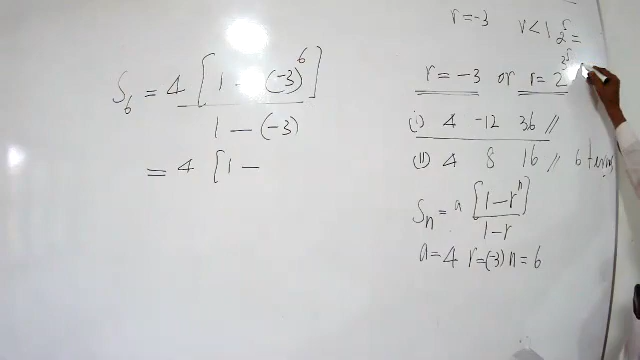 S₆ = 4 [1 - (-3)⁶] / 1 - (-3)
= 4 [1 -
r = -3 r < 1
r = -3 or r = 2
(i) 4 -12 36 //
(ii) 4 8 16 // 6 terms
Sₙ = a [1 - rⁿ] / 1 - r
a = 4 r = (-3) n = 6